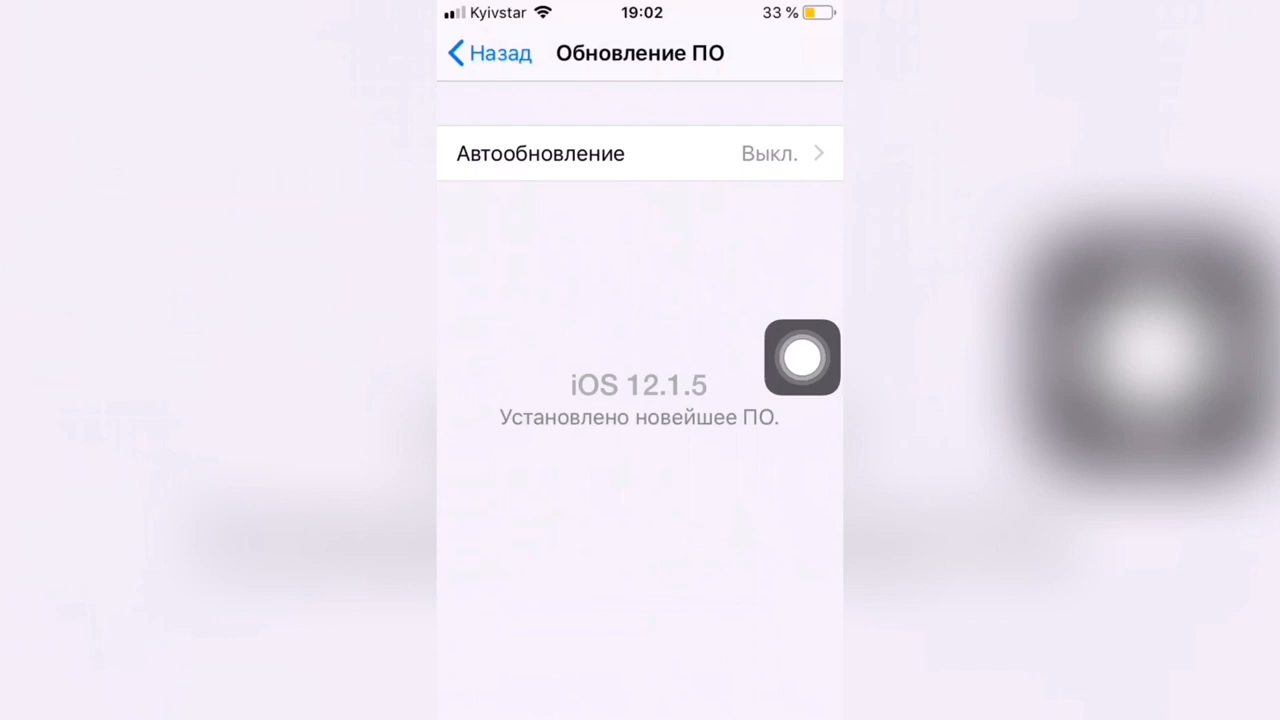 Kyivstar 19:02 33 %
Назад Обновление ПО
Автообновление Выкл.
iOS 12.1.5
Установлено новейшее ПО.